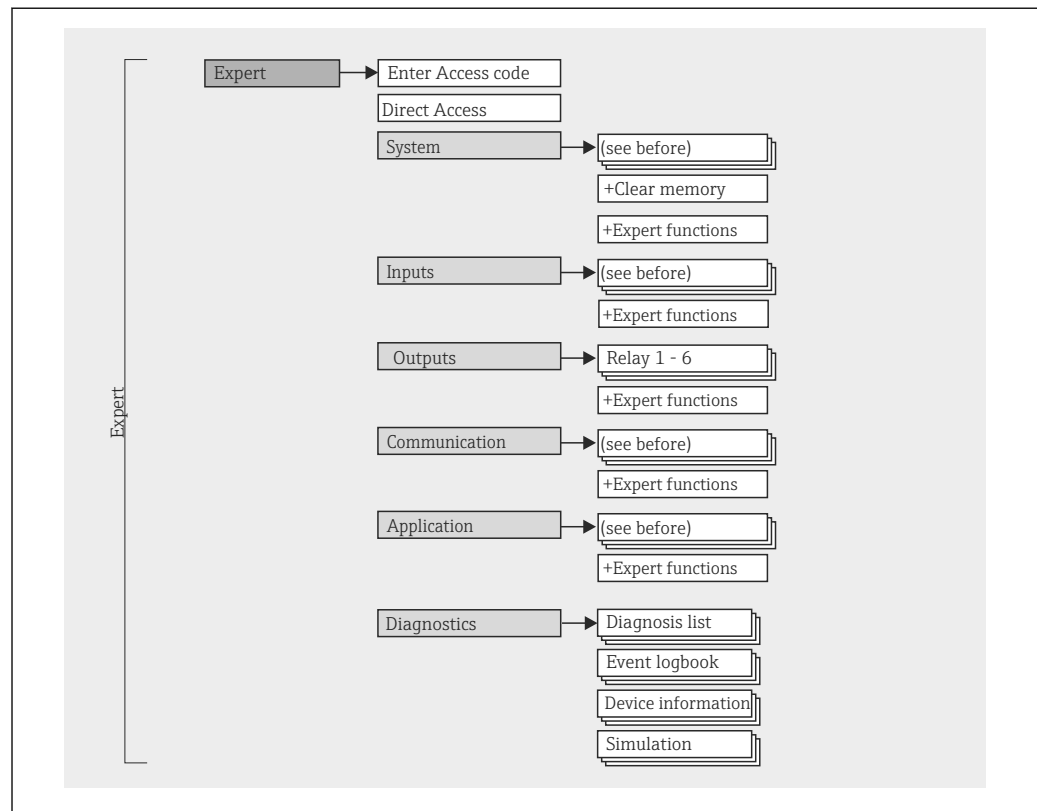 Expert
Enter Access code
Direct Access
System
(see before)
+Clear memory
+Expert functions
Inputs
(see before)
+Expert functions
Outputs
Relay 1 - 6
+Expert functions
Expert
Communication
(see before)
+Expert functions
Application
(see before)
+Expert functions
Diagnostics
Diagnosis list
Event logbook
Device information
Simulation